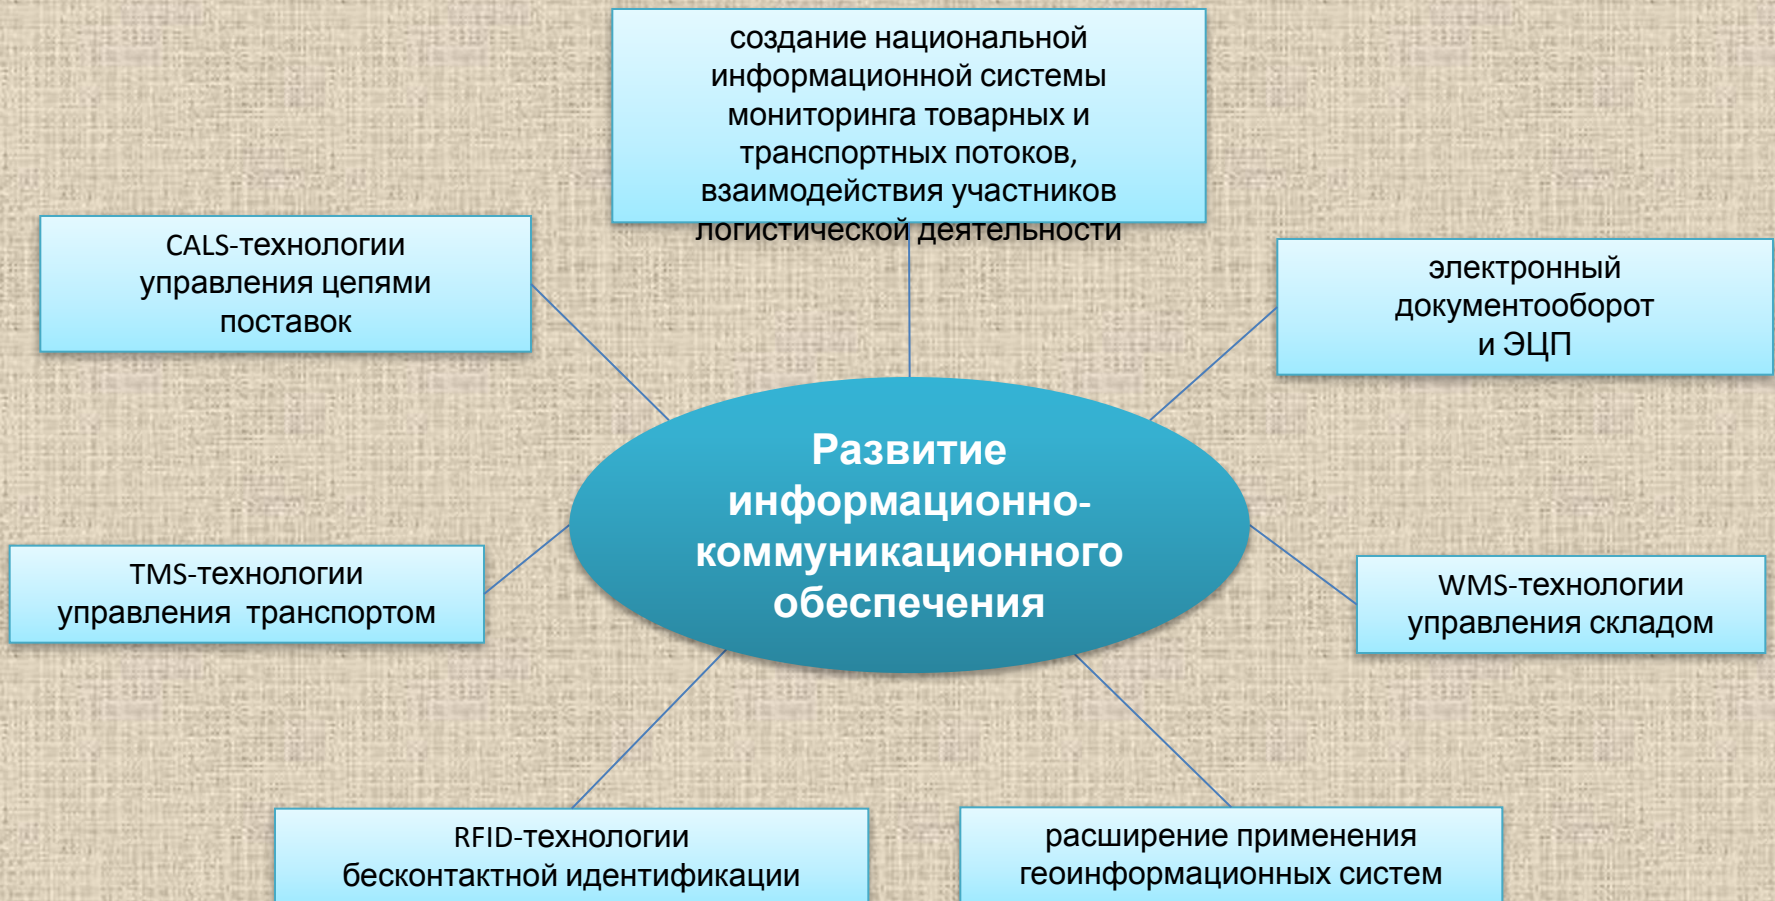 создание национальной
информационной системы
мониторинга товарных и
транспортных потоков,
взаимодействия участников
логистической деятельности
CALS-технологии
управления цепями
поставок
электронный
документооборот
и ЭЦП
Развитие
информационно-
коммуникационного
обеспечения
TMS-технологии
управления транспортом
WMS-технологии
управления складом
RFID-технологии
бесконтактной идентификации
расширение применения
геоинформационных систем